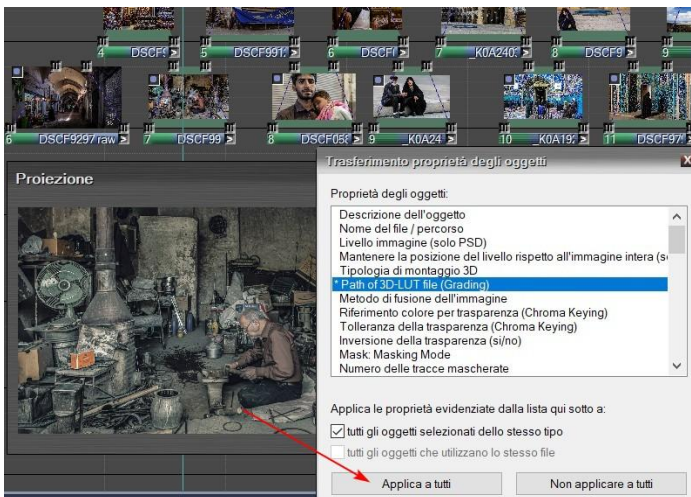 4 DSCF9 5 DSCF991 6 DSCF( 7 _K0A240 8 DSCF9 9
6 DSCF9297raw 7 DSCF99 8 DSCF058 9 _K0A24 10 _K0A19 11 DSCF97
Trasferimento proprietà degli oggetti
Proiezione
Proprietà degli oggetti:
Descrizione dell'oggetto
Nome del file / percorso
Livello immagine (solo PSD)
Mantenere la posizione del livello rispetto all'immagine intera (s
Tipologia di montaggio 3D
* Path of 3D-LUT file (Grading)
Metodo di fusione dell'immagine
Riferimento colore per trasparenza (Chroma Keying)
Tolleranza della trasparenza (Chroma Keying)
Inversione della trasparenza (si/no)
Mask: Masking Mode
Numero delle tracce mascherate
Applica le proprietà evidenziate dalla lista qui sotto a:
tutti gli oggetti selezionati dello stesso tipo
tutti gli oggetti che utilizzano lo stesso file
Applica a tutti Non applicare a tutti